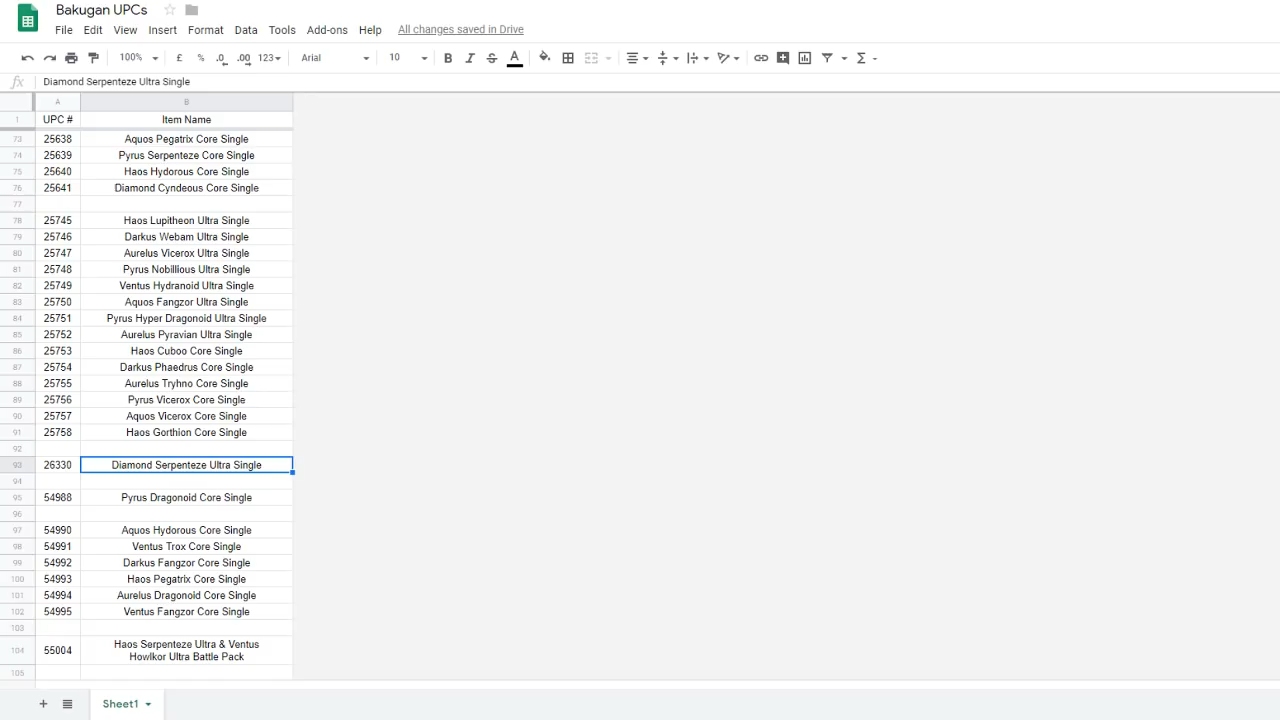 Bakugan UPCs
File Edit View Insert Format Data Tools Add-ons Help All changes saved in Drive
100% £ % .0 .00 123 Arial 10 B I S A Σ
fx Diamond Serpenteze Ultra Single
A B
1 UPC # Item Name
73 25638 Aquos Pegatrix Core Single
74 25639 Pyrus Serpenteze Core Single
75 25640 Haos Hydorous Core Single
76 25641 Diamond Cyndeous Core Single
77
78 25745 Haos Lupitheon Ultra Single
79 25746 Darkus Webam Ultra Single
80 25747 Aurelus Vicerox Ultra Single
81 25748 Pyrus Nobillious Ultra Single
82 25749 Ventus Hydranoid Ultra Single
83 25750 Aquos Fangzor Ultra Single
84 25751 Pyrus Hyper Dragonoid Ultra Single
85 25752 Aurelus Pyravian Ultra Single
86 25753 Haos Cuboo Core Single
87 25754 Darkus Phaedrus Core Single
88 25755 Aurelus Tryhno Core Single
89 25756 Pyrus Vicerox Core Single
90 25757 Aquos Vicerox Core Single
91 25758 Haos Gorthion Core Single
92
93 26330 Diamond Serpenteze Ultra Single
94
95 54988 Pyrus Dragonoid Core Single
96
97 54990 Aquos Hydorous Core Single
98 54991 Ventus Trox Core Single
99 54992 Darkus Fangzor Core Single
100 54993 Haos Pegatrix Core Single
101 54994 Aurelus Dragonoid Core Single
102 54995 Ventus Fangzor Core Single
103
104 55004 Haos Serpenteze Ultra & Ventus
Howlkor Ultra Battle Pack
105
+ Sheet1